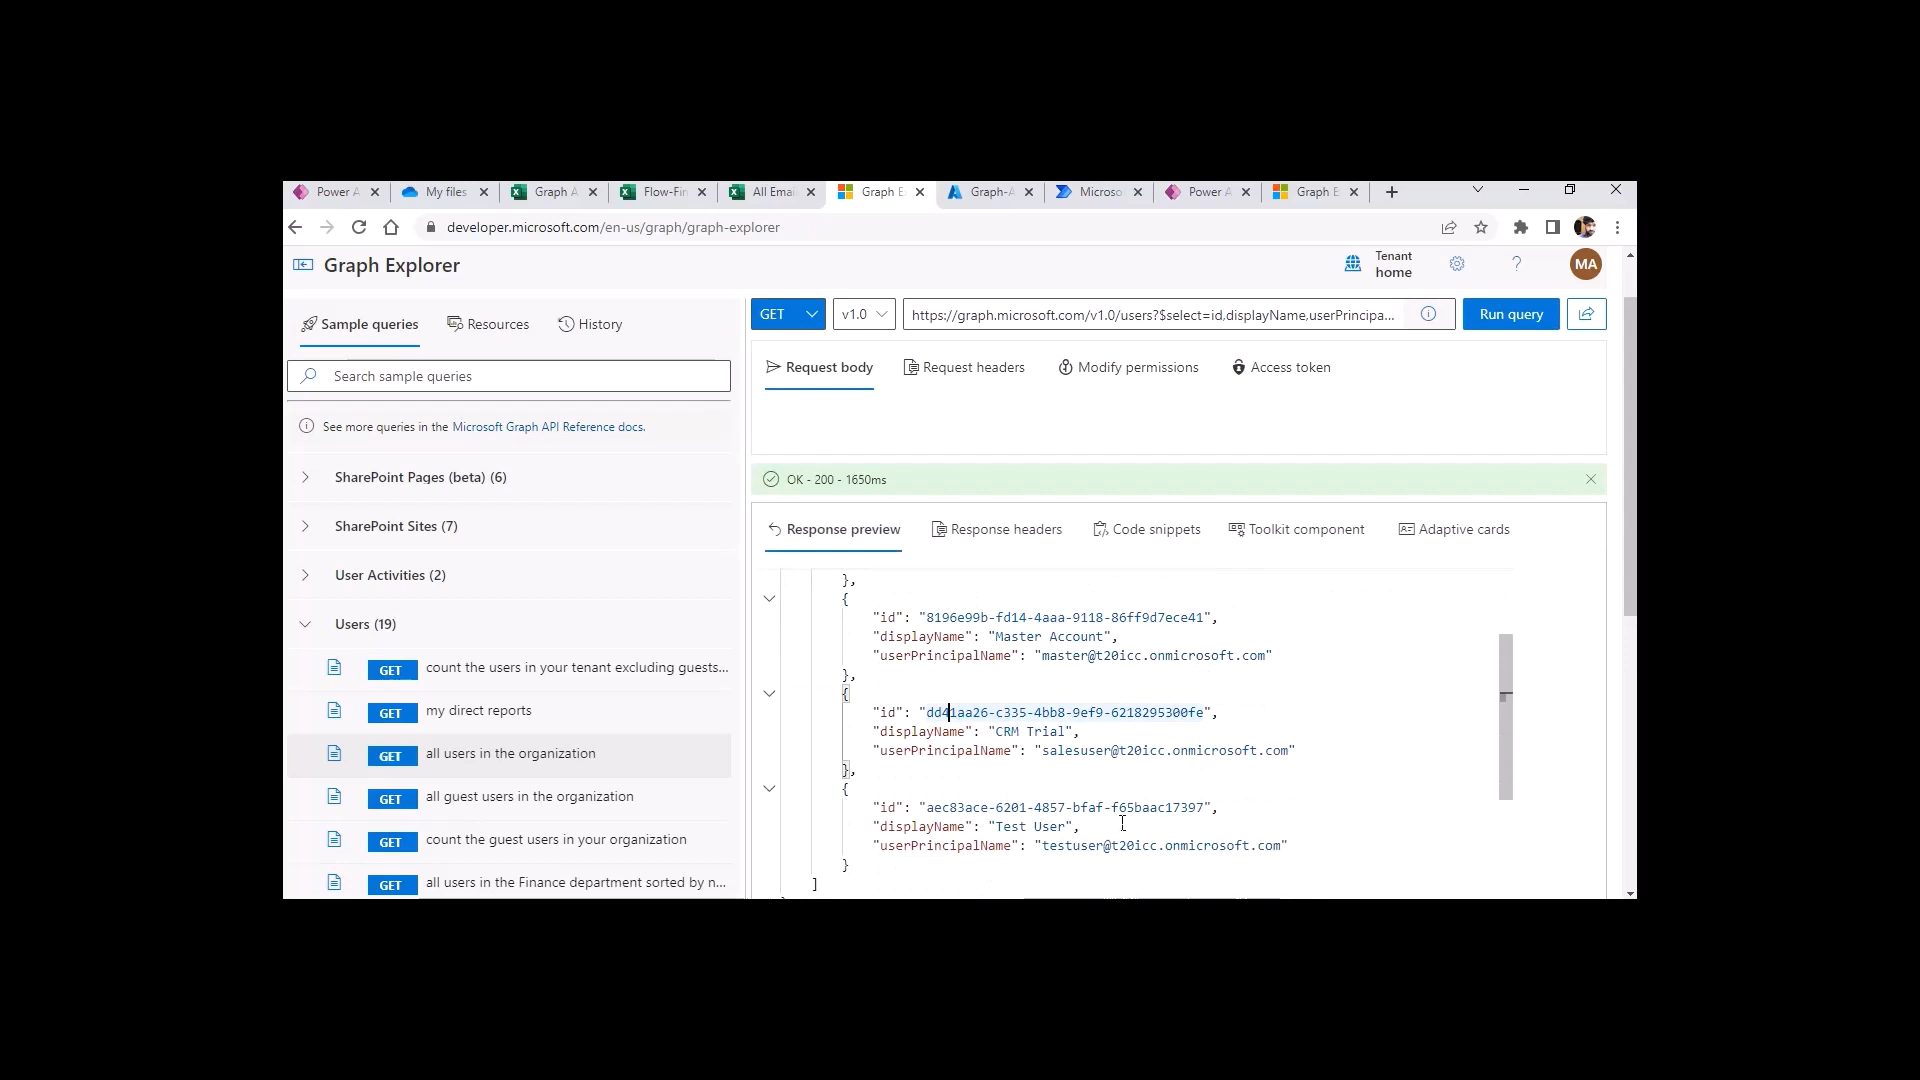 Power A
My files
Graph A
Flow-Fin
All Emai
Graph E
Graph-A
Microso
Power A
Graph E
developer.microsoft.com/en-us/graph/graph-explorer
Graph Explorer
Tenant
home
MA
Sample queries
Resources
History
GET
v1.0
https://graph.microsoft.com/v1.0/users?$select=id,displayName,userPrincipa...
Run query
Search sample queries
Request body
Request headers
Modify permissions
Access token
See more queries in the Microsoft Graph API Reference docs.
SharePoint Pages (beta) (6)
OK - 200 - 1650ms
SharePoint Sites (7)
Response preview
Response headers
Code snippets
Toolkit component
Adaptive cards
User Activities (2)
Users (19)
GET count the users in your tenant excluding guests...
GET my direct reports
GET all users in the organization
GET all guest users in the organization
GET count the guest users in your organization
GET all users in the Finance department sorted by n...
},
{
"id": "8196e99b-fd14-4aaa-9118-86ff9d7ece41",
"displayName": "Master Account",
"userPrincipalName": "master@t20icc.onmicrosoft.com"
},
{
"id": "dd41aa26-c335-4bb8-9ef9-6218295300fe",
"displayName": "CRM Trial",
"userPrincipalName": "salesuser@t20icc.onmicrosoft.com"
},
{
"id": "aec83ace-6201-4857-bfaf-f65baac17397",
"displayName": "Test User",
"userPrincipalName": "testuser@t20icc.onmicrosoft.com"
}
]